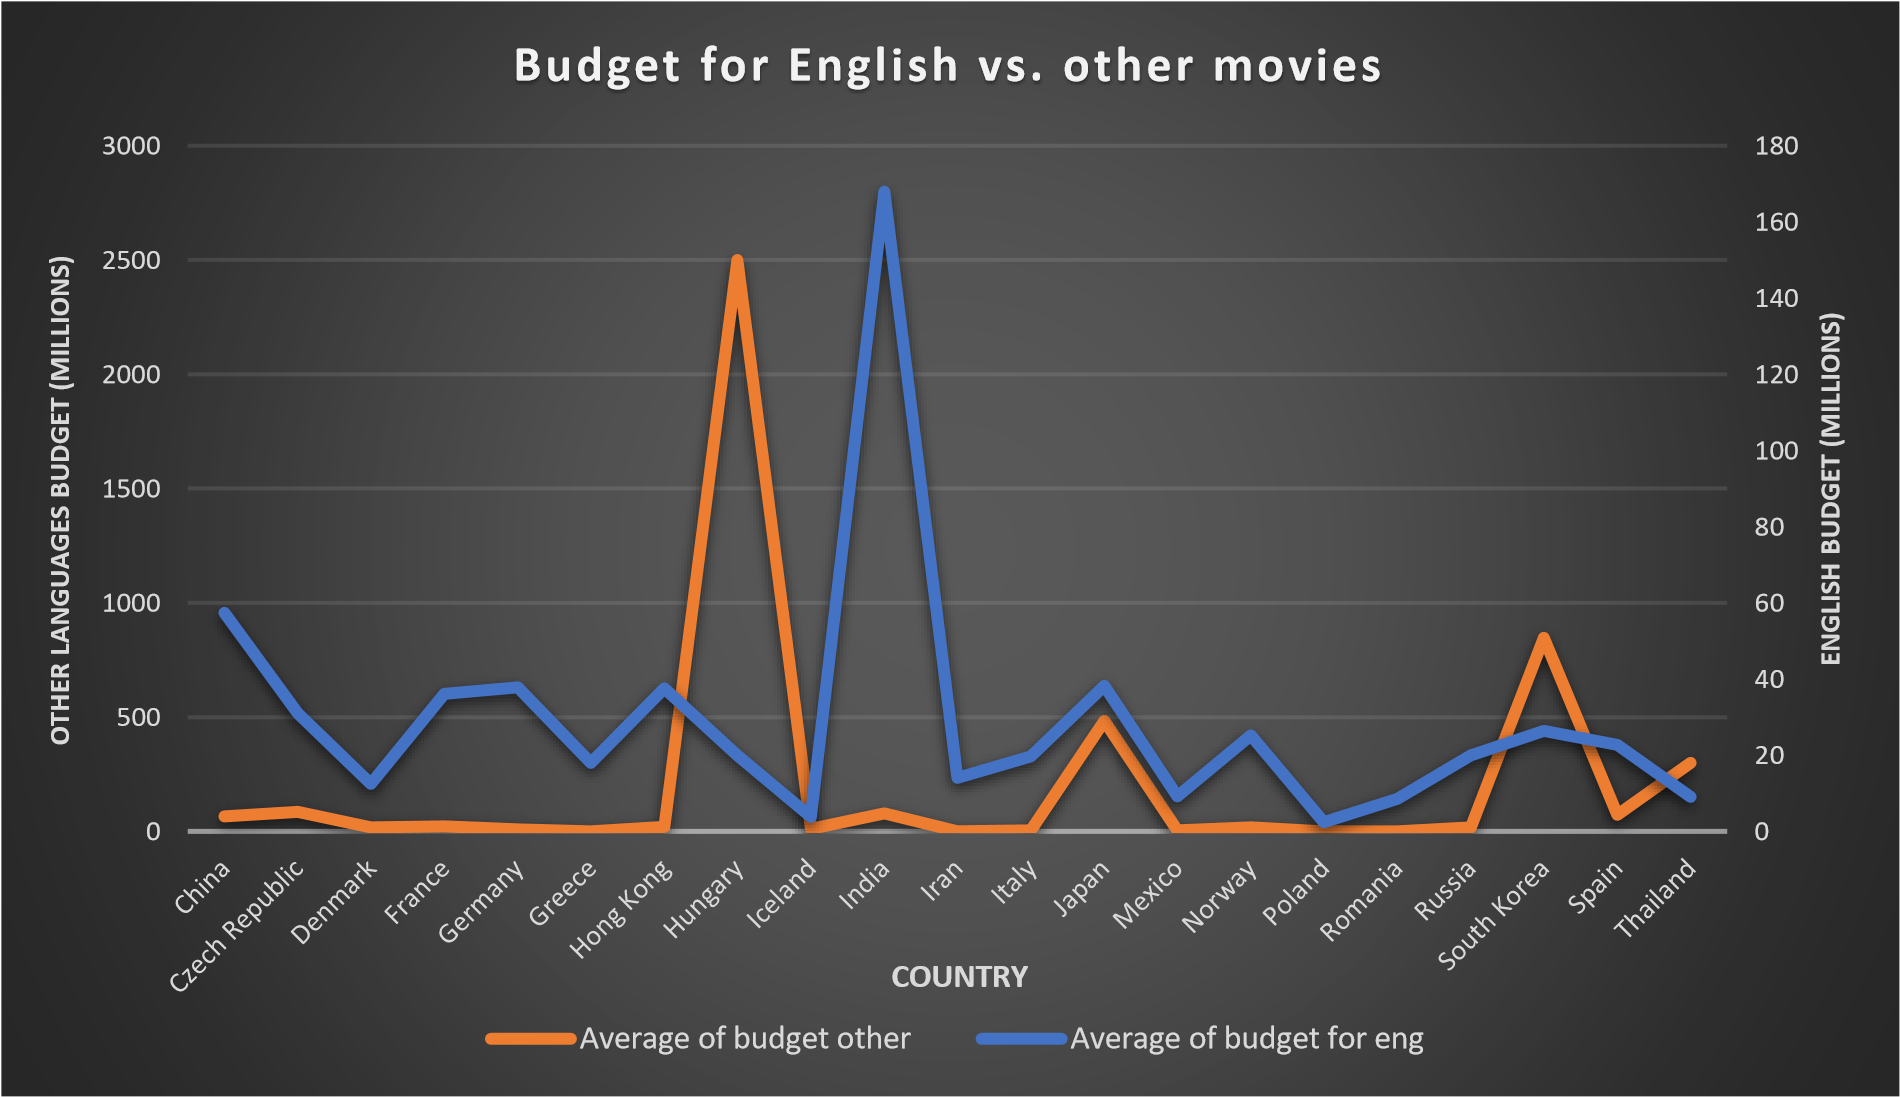 Budget for English vs. other movies
OTHER LANGUAGES BUDGET (MILLIONS)
3000
2500
2000
1500
1000
500
0
180
160
140
120
100
80
60
40
20
0
ENGLISH BUDGET (MILLIONS)
China
Czech Republic
Denmark
France
Germany
Greece
Hong Kong
Hungary
Iceland
India
Iran
Italy
Japan
Mexico
Norway
Poland
Romania
Russia
South Korea
Spain
Thailand
COUNTRY
Average of budget other
Average of budget for eng